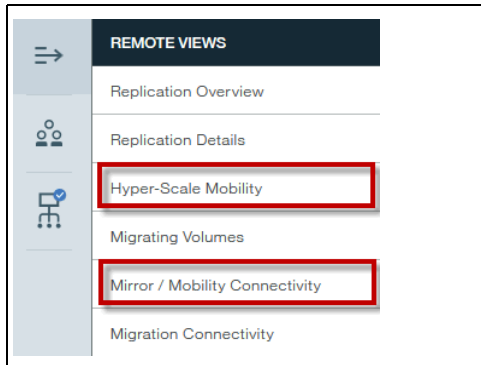 REMOTE VIEWS
Replication Overview
Replication Details
Hyper-Scale Mobility
Migrating Volumes
Mirror / Mobility Connectivity
Migration Connectivity